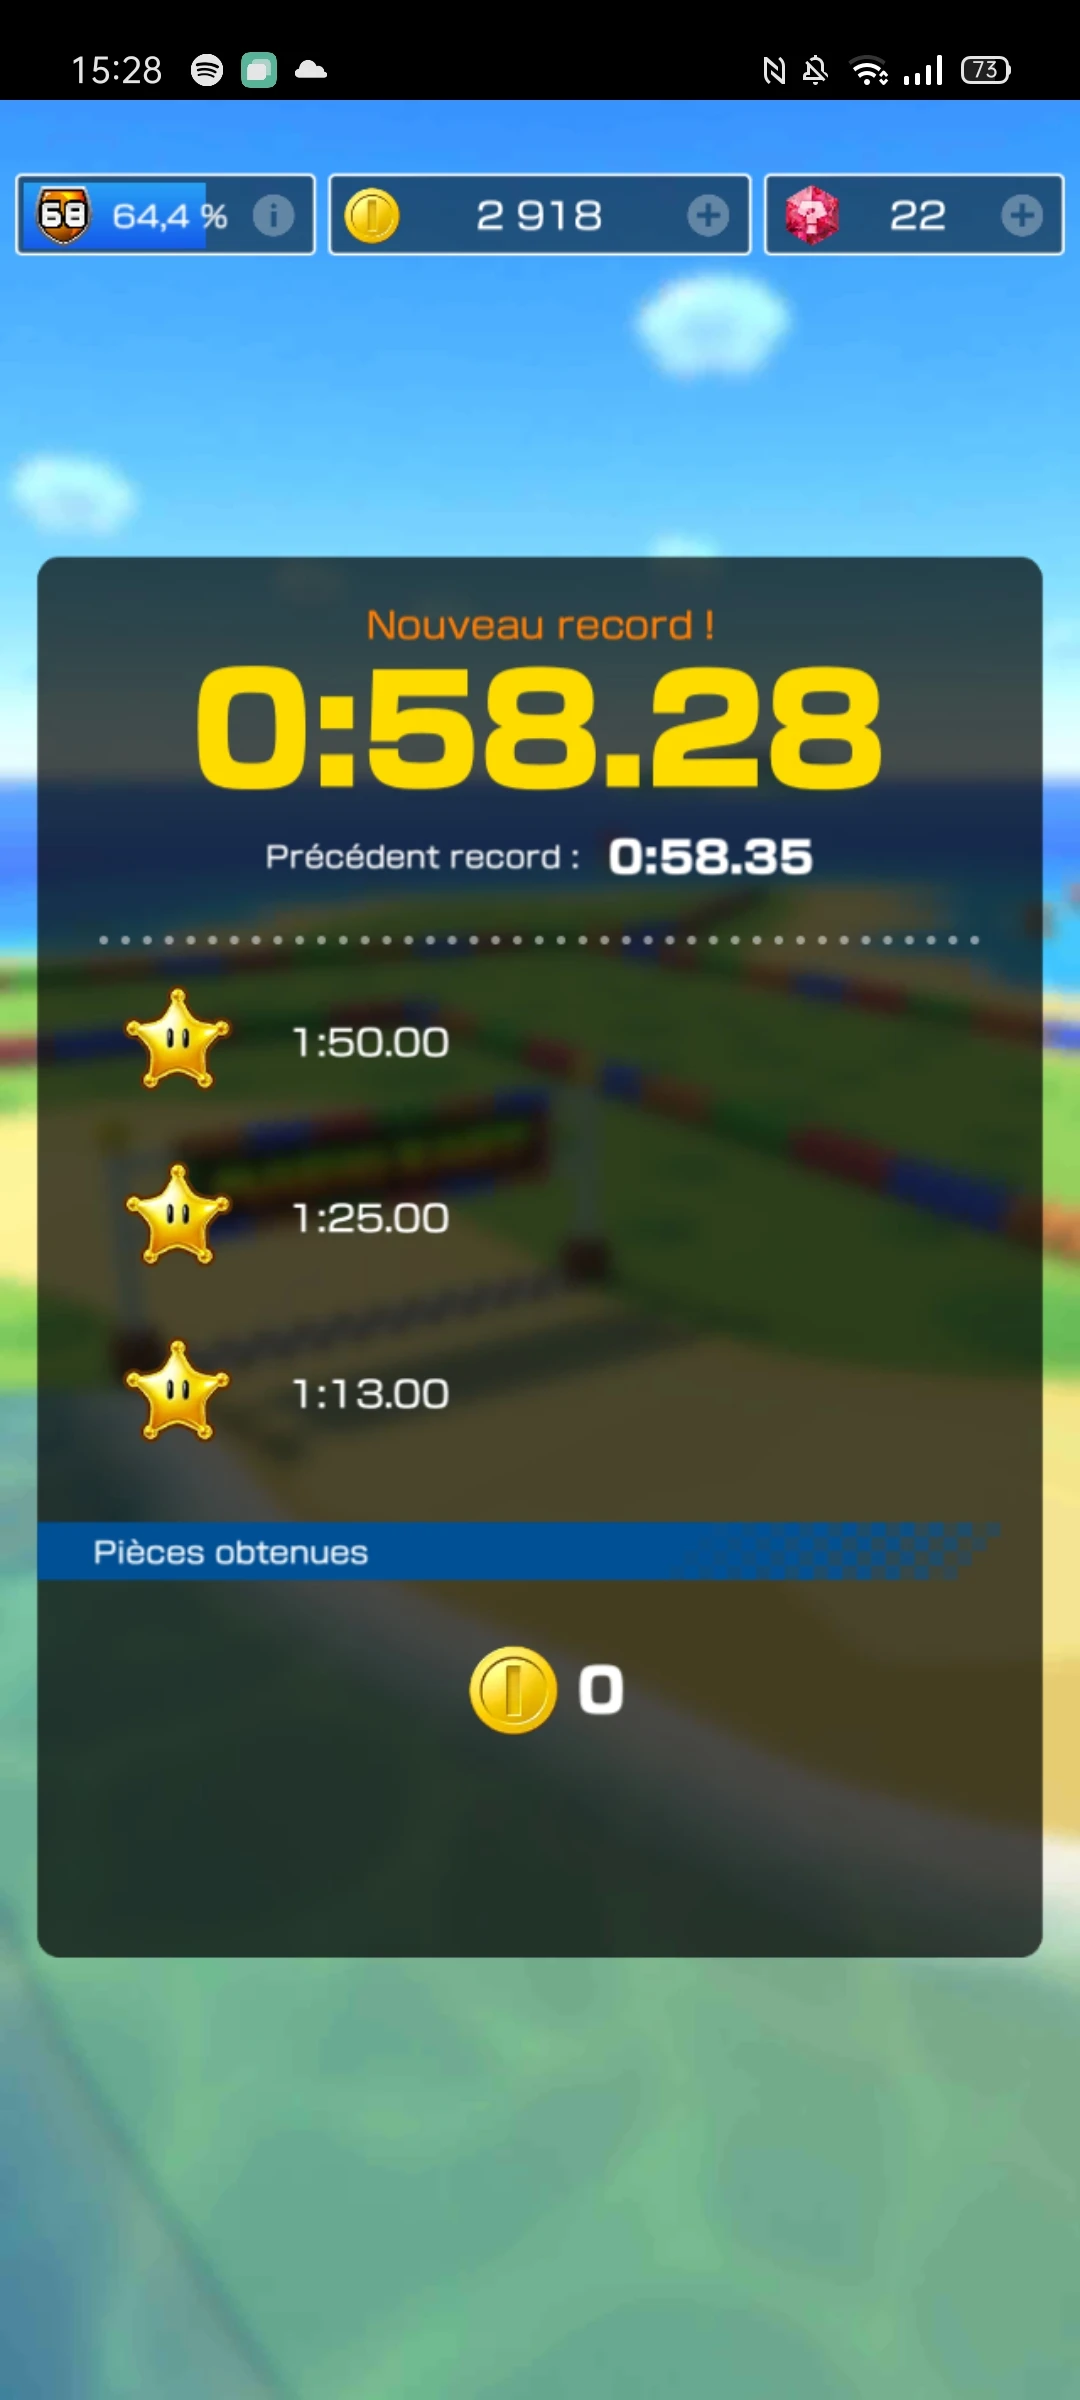 15:28 73
68 64,4 % 2 918 22
Nouveau record !
0:58.28
Précédent record : 0:58.35
1:50.00
1:25.00
1:13.00
Pièces obtenues
0